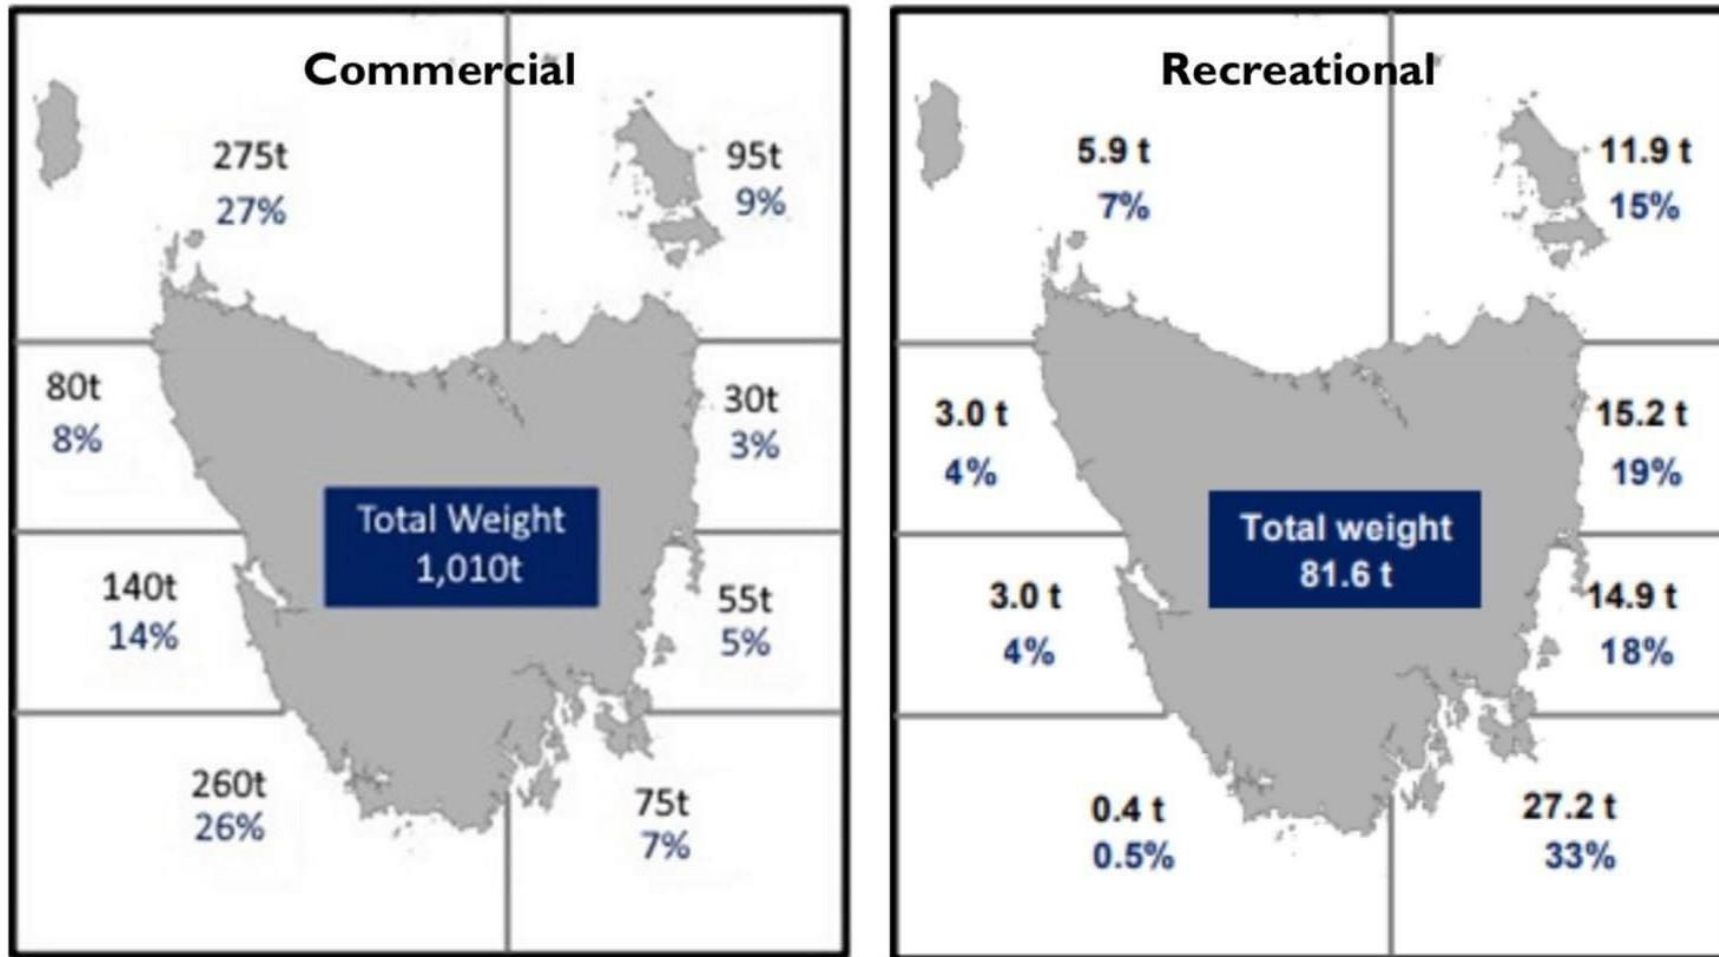 Commercial
275t
27%
95t
9%
80t
8%
30t
3%
Total Weight
1,010t
140t
14%
55t
5%
260t
26%
75t
7%
Recreational
5.9 t
7%
11.9 t
15%
3.0 t
4%
15.2 t
19%
Total weight
81.6 t
3.0 t
4%
14.9 t
18%
0.4 t
0.5%
27.2 t
33%